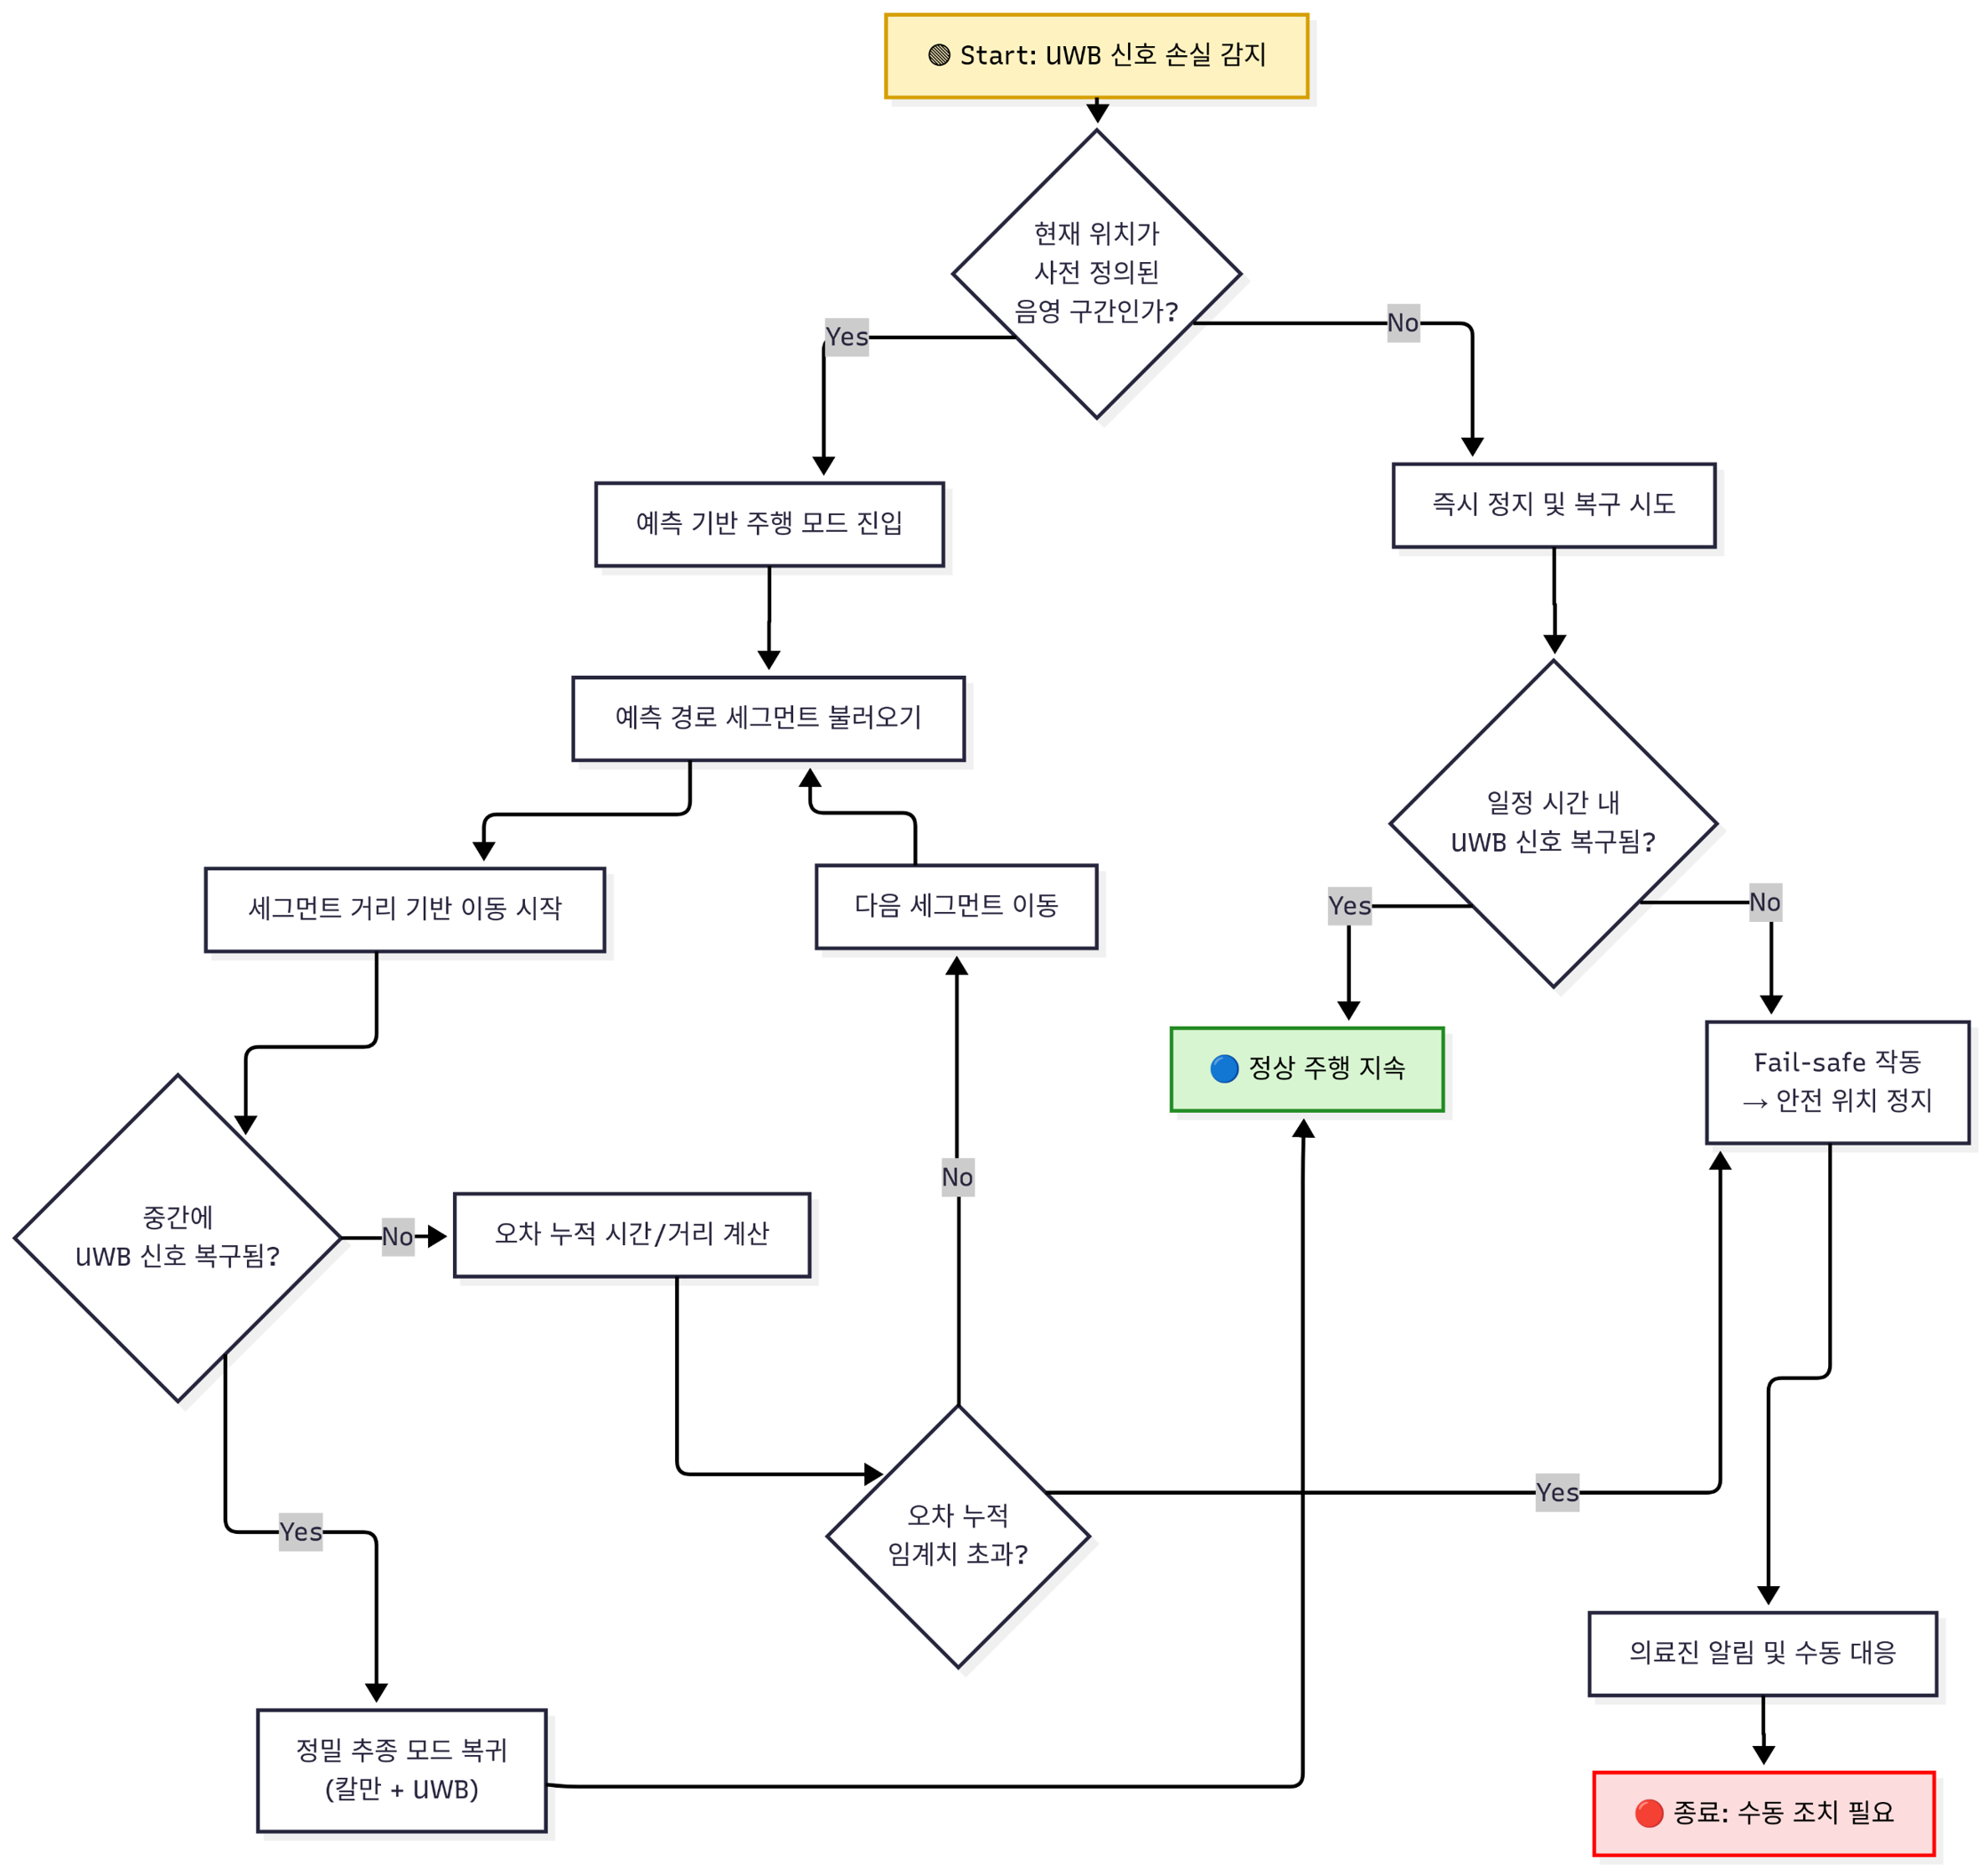 Start: UWB 신호 손실 감지
현재 위치가
사전 정의된
음영 구간인가?
Yes
No
예측 기반 주행 모드 진입
즉시 정지 및 복구 시도
예측 경로 세그먼트 불러오기
일정 시간 내
UWB 신호 복구됨?
세그먼트 거리 기반 이동 시작
다음 세그먼트 이동
Yes
No
정상 주행 지속
Fail-safe 작동
→ 안전 위치 정지
중간에
UWB 신호 복구됨?
No
오차 누적 시간/거리 계산
No
오차 누적
임계치 초과?
Yes
Yes
의료진 알림 및 수동 대응
정밀 추종 모드 복귀
(칼만 + UWB)
종료: 수동 조치 필요